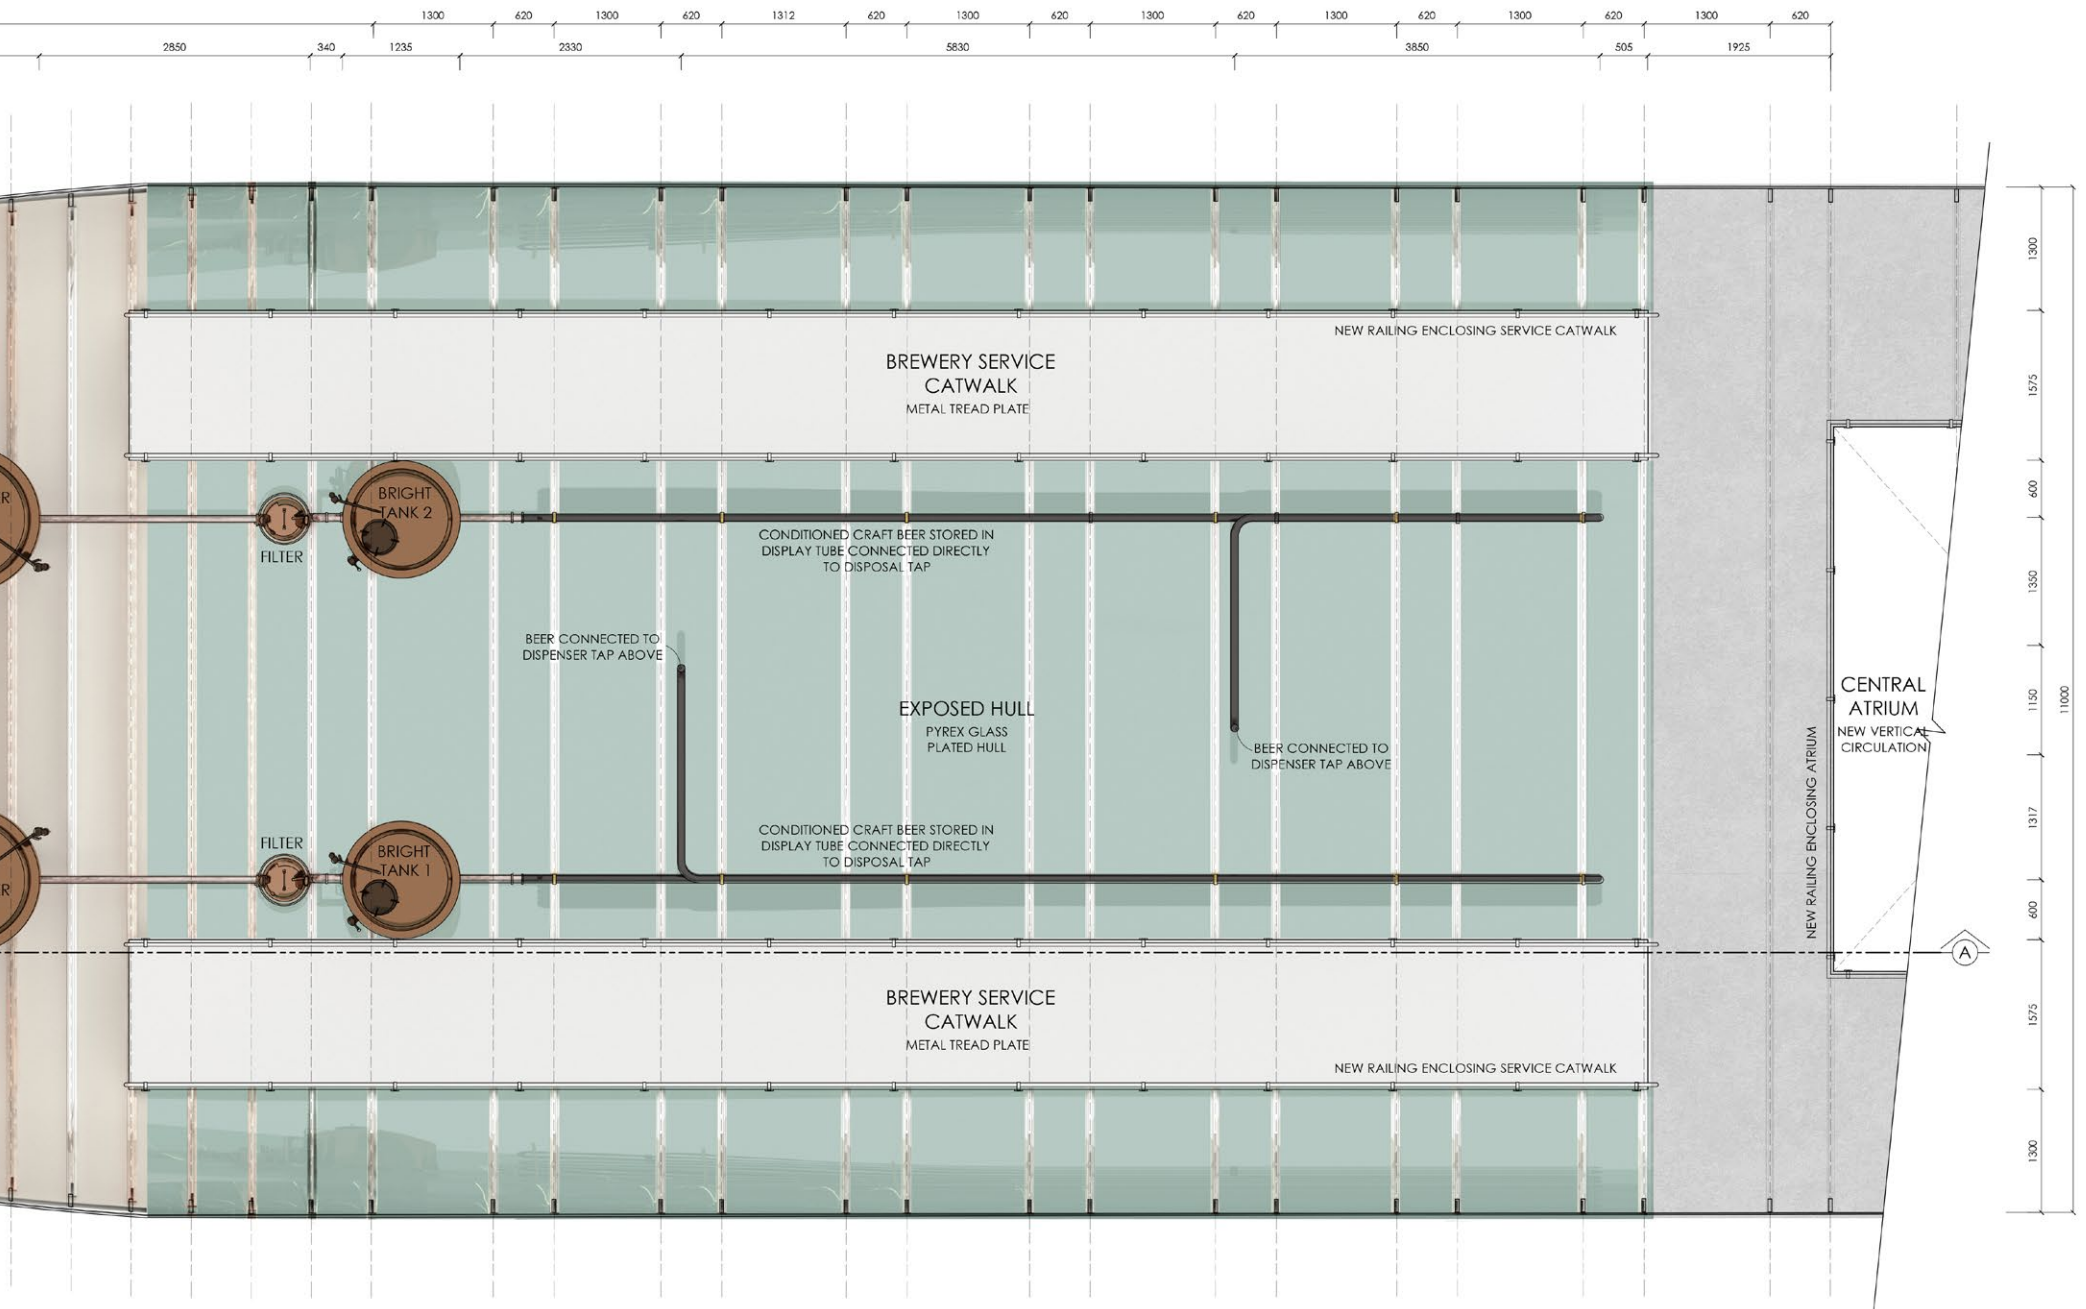 1300 620 1300 620 1312 620 1300 620 1300 620 1300 620 1300 620 1300 620
2850 340 1235 2330 5830 3850 505 1925
NEW RAILING ENCLOSING SERVICE CATWALK
BREWERY SERVICE
CATWALK
METAL TREAD PLATE
R
BRIGHT
TANK 2
FILTER
CONDITIONED CRAFT BEER STORED IN
DISPLAY TUBE CONNECTED DIRECTLY
TO DISPOSAL TAP
BEER CONNECTED TO
DISPENSER TAP ABOVE
EXPOSED HULL
PYREX GLASS
PLATED HULL
BEER CONNECTED TO
DISPENSER TAP ABOVE
CENTRAL
ATRIUM
NEW VERTICAL
CIRCULATION
NEW RAILING ENCLOSING ATRIUM
FILTER
BRIGHT
TANK 1
R
CONDITIONED CRAFT BEER STORED IN
DISPLAY TUBE CONNECTED DIRECTLY
TO DISPOSAL TAP
A
BREWERY SERVICE
CATWALK
METAL TREAD PLATE
NEW RAILING ENCLOSING SERVICE CATWALK
1300
1575
600
1350
1150
1317
600
1575
1300
11000